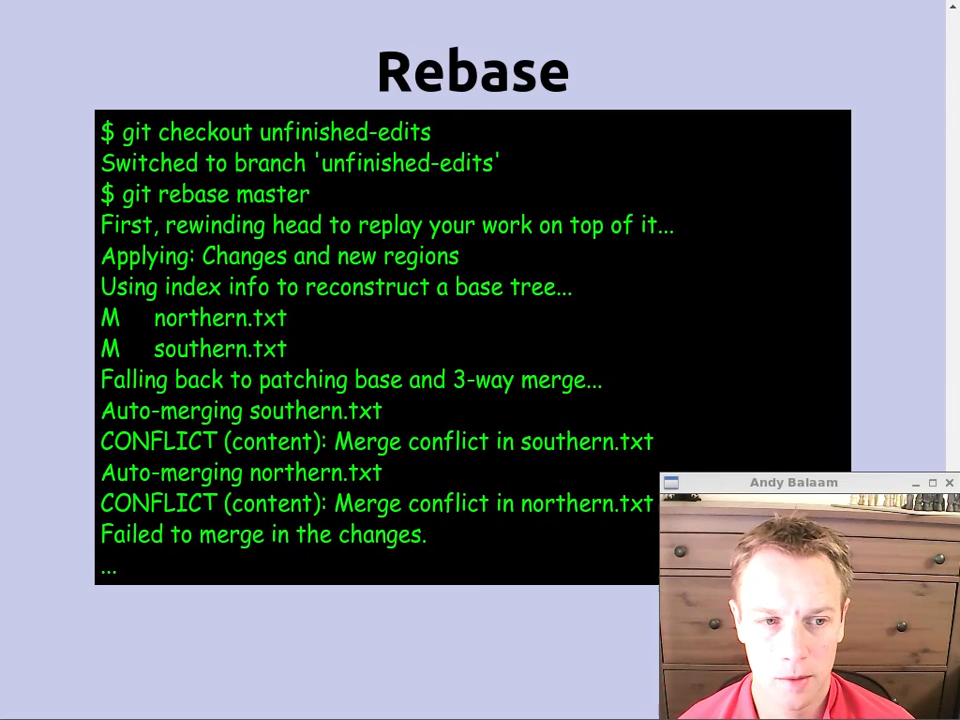 Rebase
$ git checkout unfinished-edits
Switched to branch 'unfinished-edits'
$ git rebase master
First, rewinding head to replay your work on top of it...
Applying: Changes and new regions
Using index info to reconstruct a base tree...
M northern.txt
M southern.txt
Falling back to patching base and 3-way merge...
Auto-merging southern.txt
CONFLICT (content): Merge conflict in southern.txt
Auto-merging northern.txt
CONFLICT (content): Merge conflict in northern.txt
Failed to merge in the changes.
...
Andy Balaam